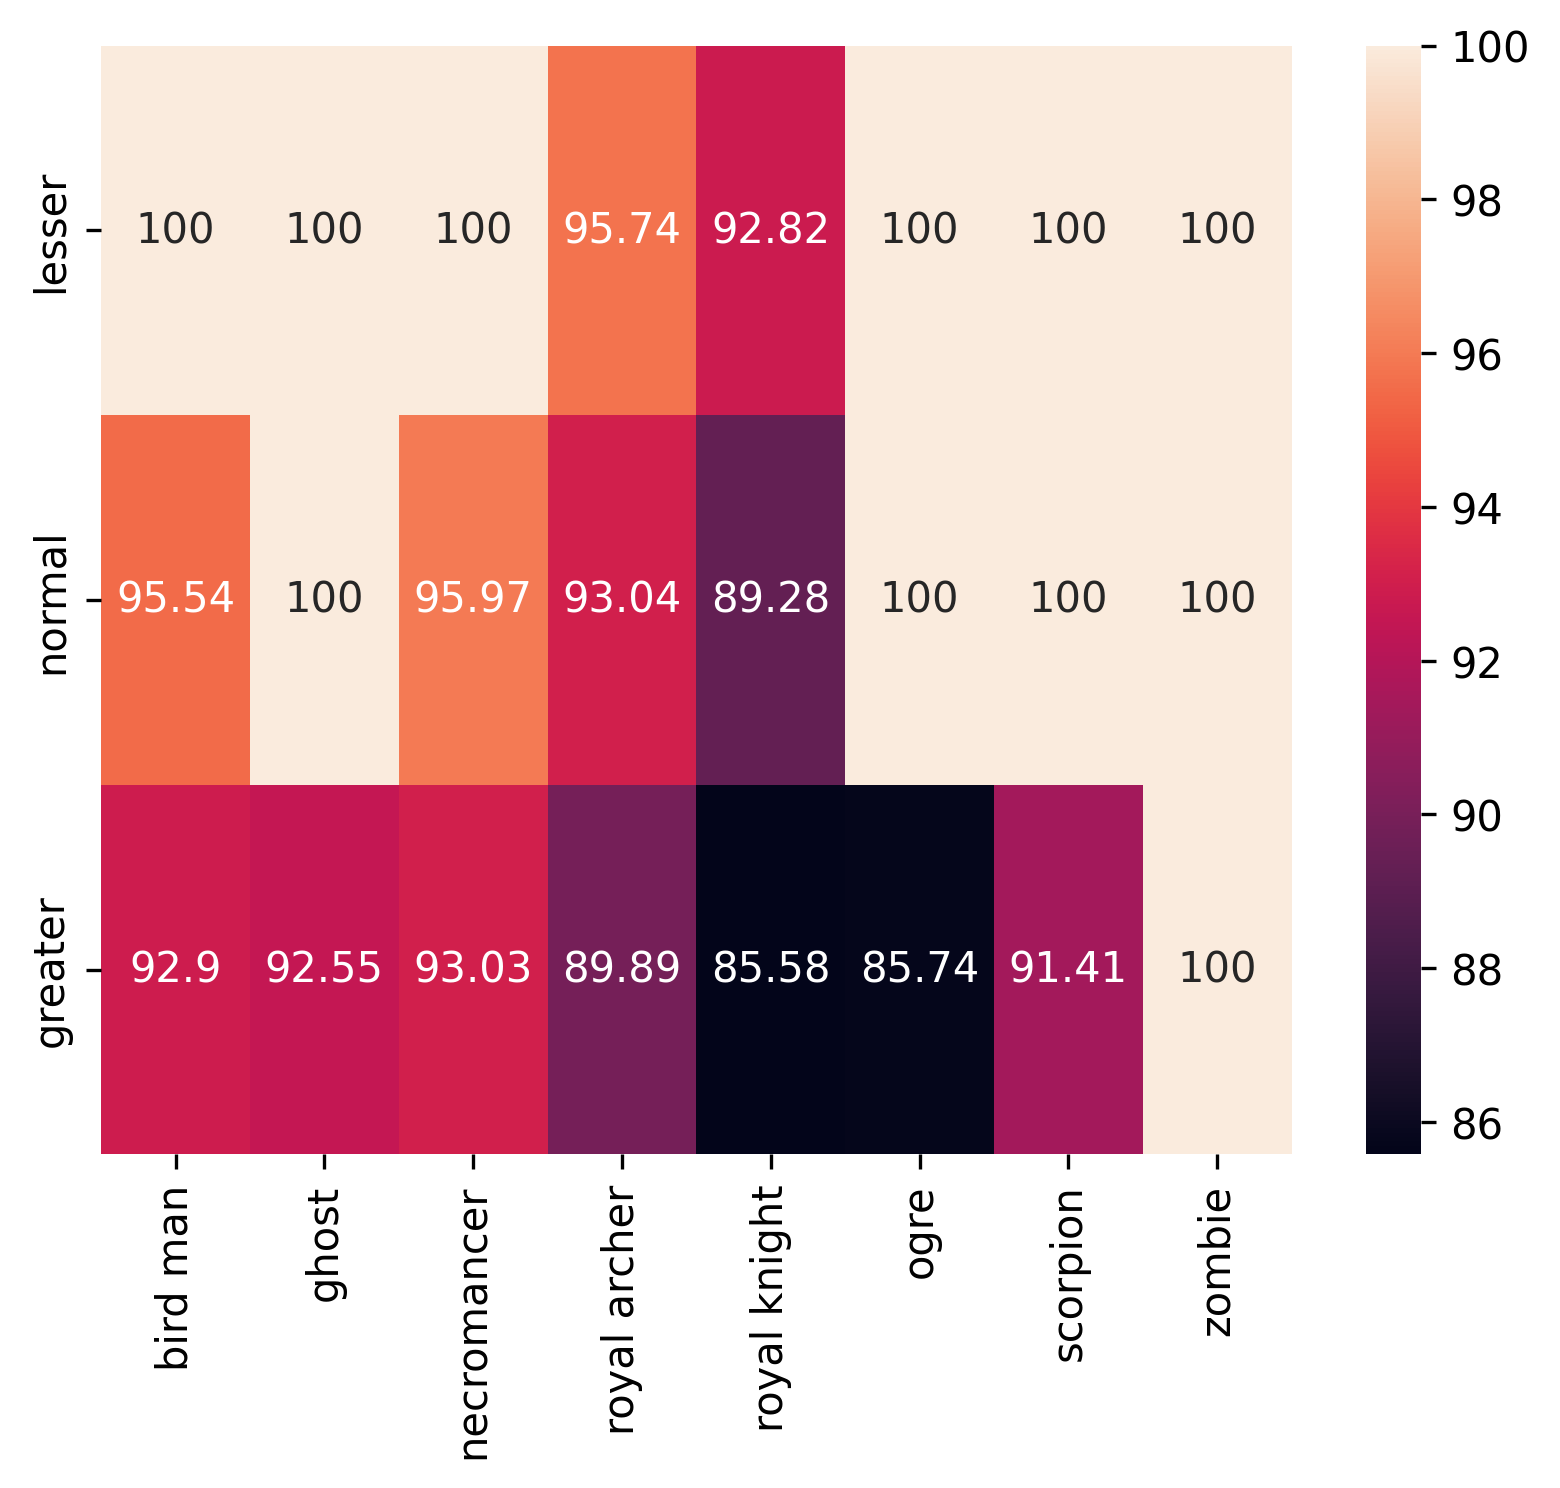 lesser 100 100 100 95.74 92.82 100 100 100
normal 95.54 100 95.97 93.04 89.28 100 100 100
greater 92.9 92.55 93.03 89.89 85.58 85.74 91.41 100
bird man
ghost
necromancer
royal archer
royal knight
ogre
scorpion
zombie
100
98
96
94
92
90
88
86